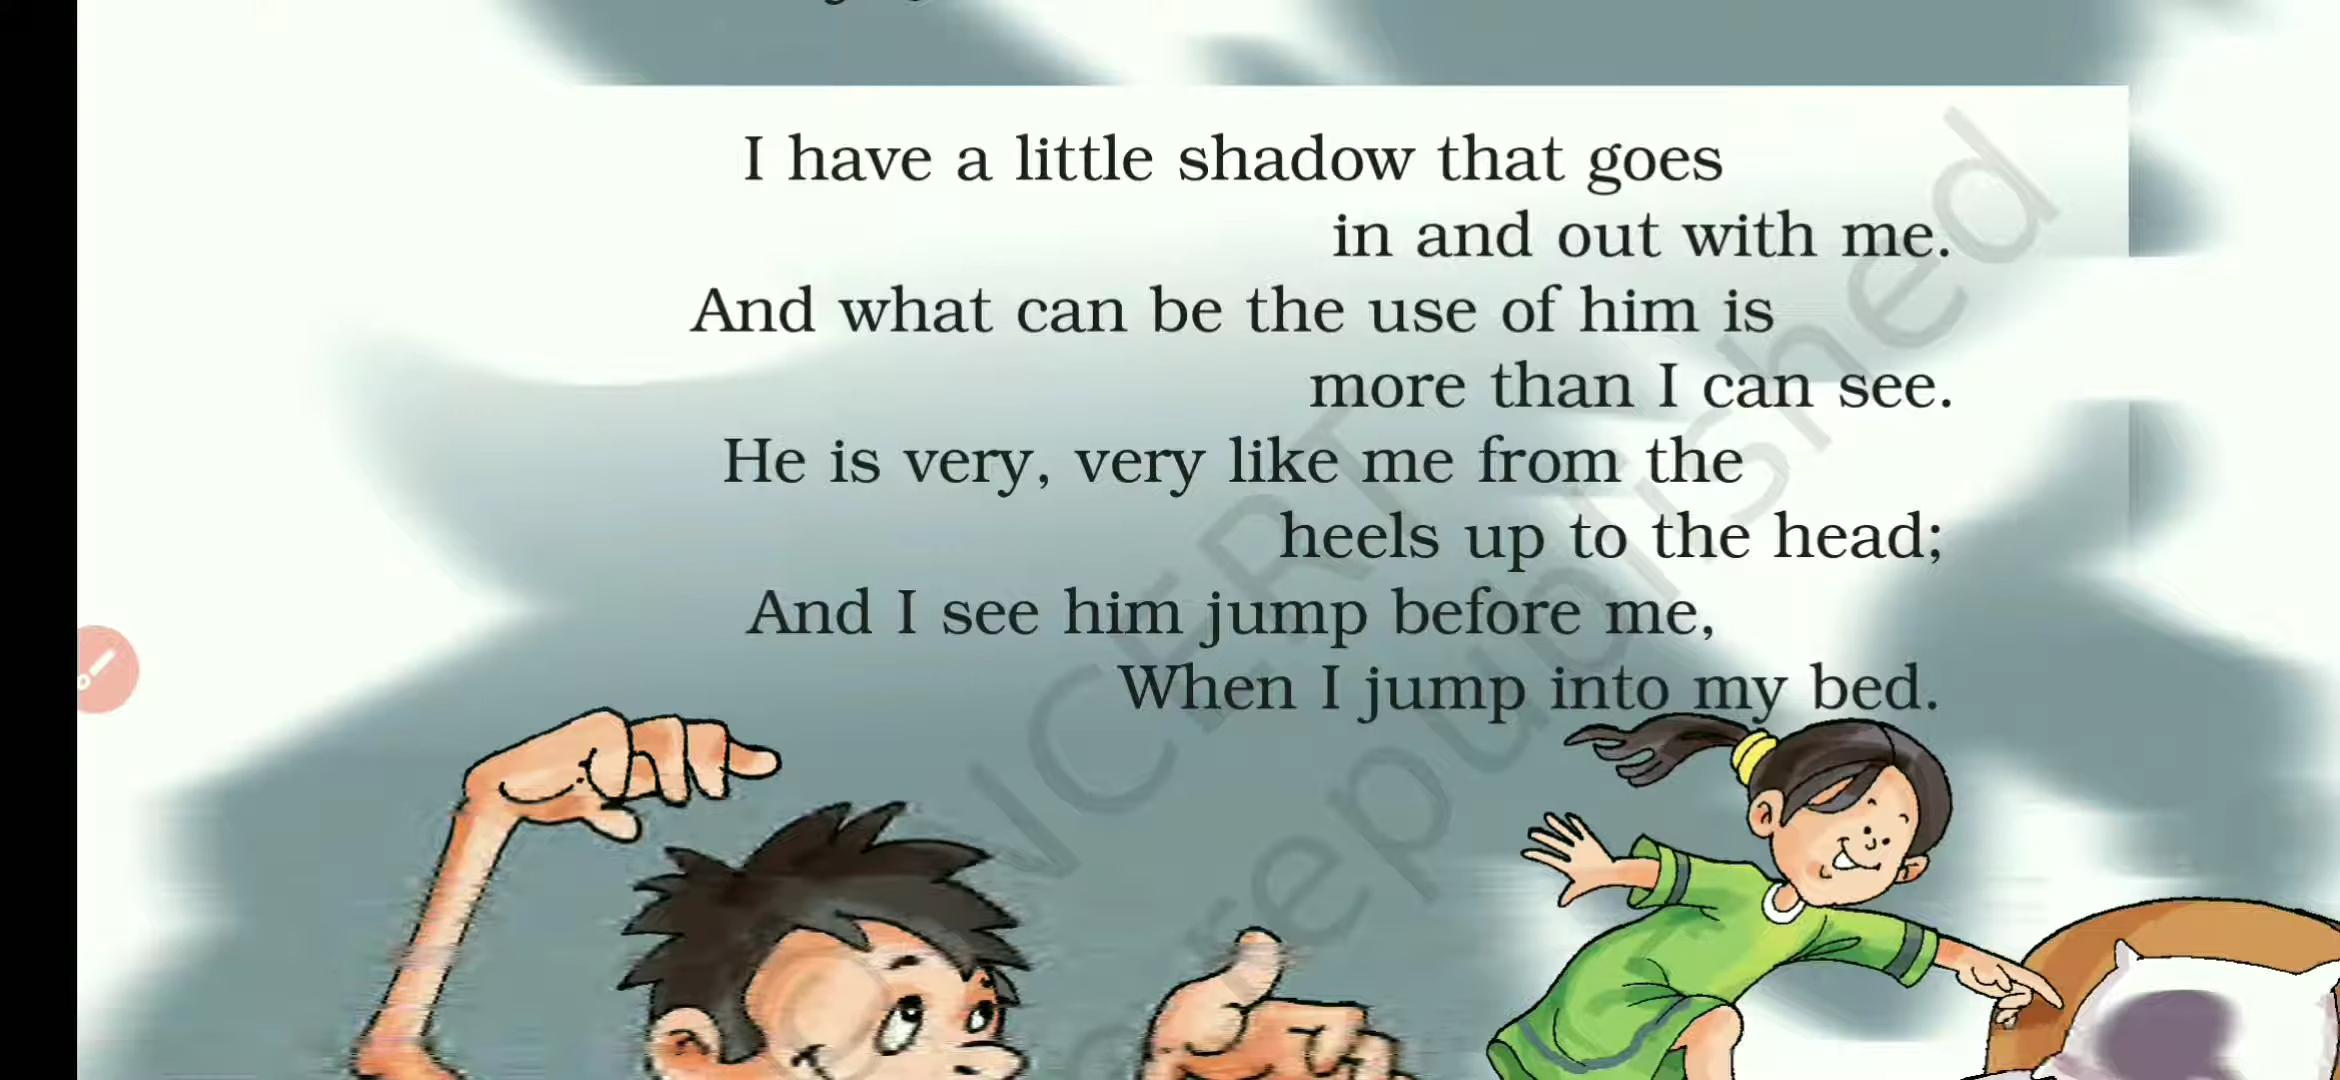 I have a little shadow that goes
in and out with me.
And what can be the use of him is
more than I can see.
He is very, very like me from the
heels up to the head;
And I see him jump before me,
When I jump into my bed.
NCERT
republished